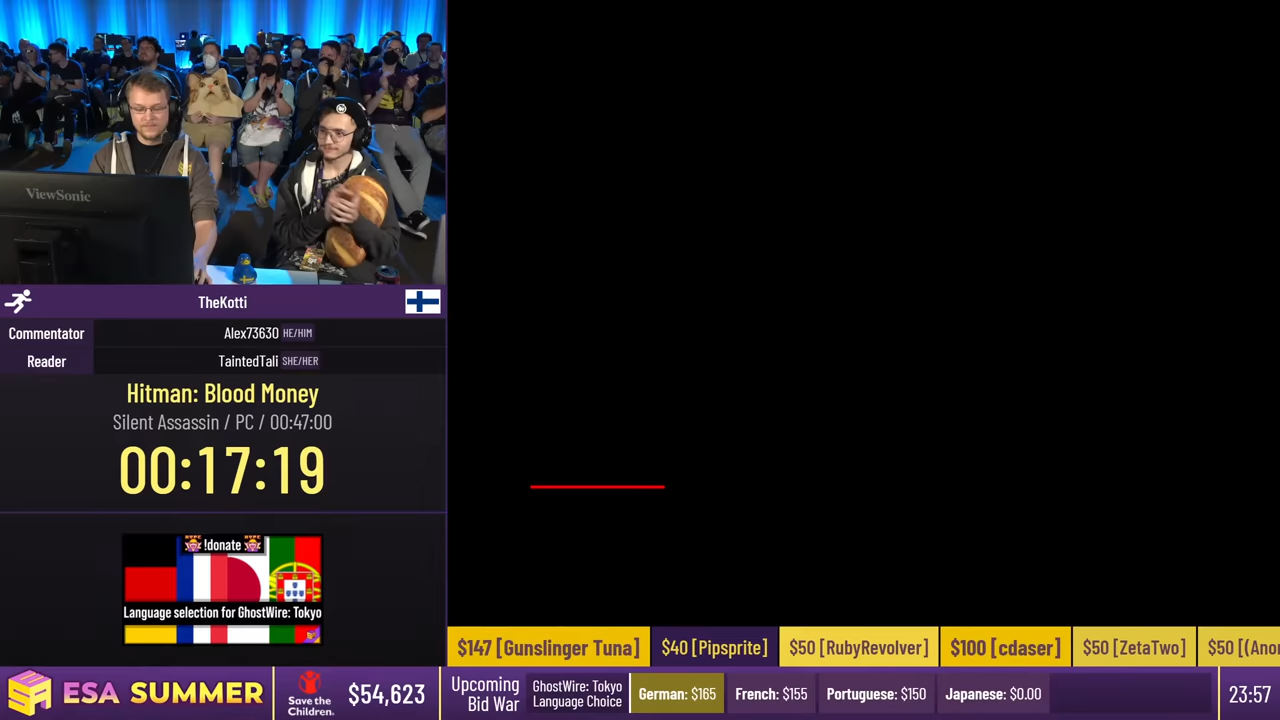 ViewSonic
TheKotti
Commentator
Alex73630 HE/HIM
Reader
TaintedTali SHE/HER
Hitman: Blood Money
Silent Assassin / PC / 00:47:00
00:17:19
!donate
Language selection for GhostWire: Tokyo
$147 [Gunslinger Tuna]
$40 [Pipsprite]
$50 [RubyRevolver]
$100 [cdaser]
$50 [ZetaTwo]
$50 [(Anon
ESA SUMMER
Save the
Children.
$54,623
Upcoming
Bid War
GhostWire: Tokyo
Language Choice
German: $165
French: $155
Portuguese: $150
Japanese: $0.00
23:57